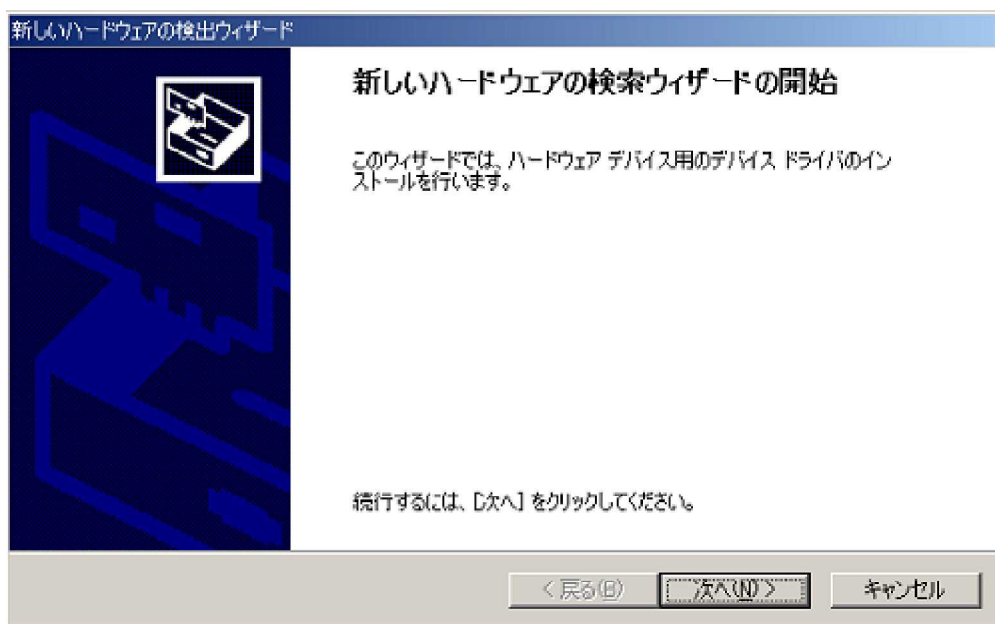 新しいハードウェアの検出ウィザード
新しいハードウェアの検索ウィザードの開始
このウィザードでは、ハードウェア デバイス用のデバイス ドライバのイン
ストールを行います。
続行するには、[次へ] をクリックしてください。
< 戻る(B)
次へ(N) >
キャンセル